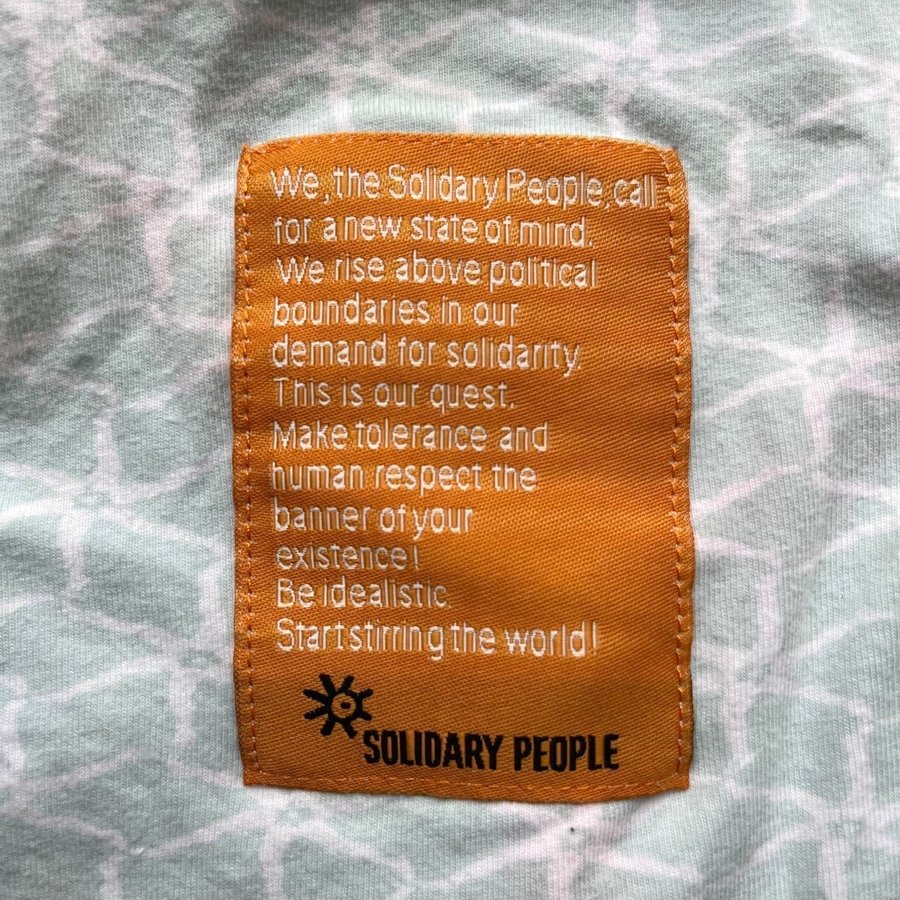 We, the Solidary People, call
for a new state of mind.
We rise above political
boundaries in our
demand for solidarity.
This is our quest.
Make tolerance and
human respect the
banner of your
existence!
Be idealistic.
Start stirring the world!
SOLIDARY PEOPLE